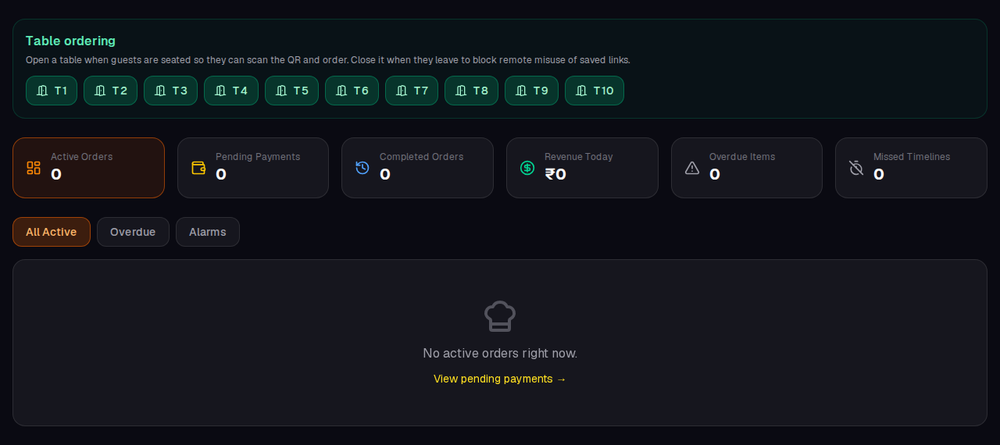 Table ordering
Open a table when guests are seated so they can scan the QR and order. Close it when they leave to block remote misuse of saved links.
T1 T2 T3 T4 T5 T6 T7 T8 T9 T10
Active Orders
0
Pending Payments
0
Completed Orders
0
Revenue Today
₹0
Overdue Items
0
Missed Timelines
0
All Active Overdue Alarms
No active orders right now.
View pending payments →